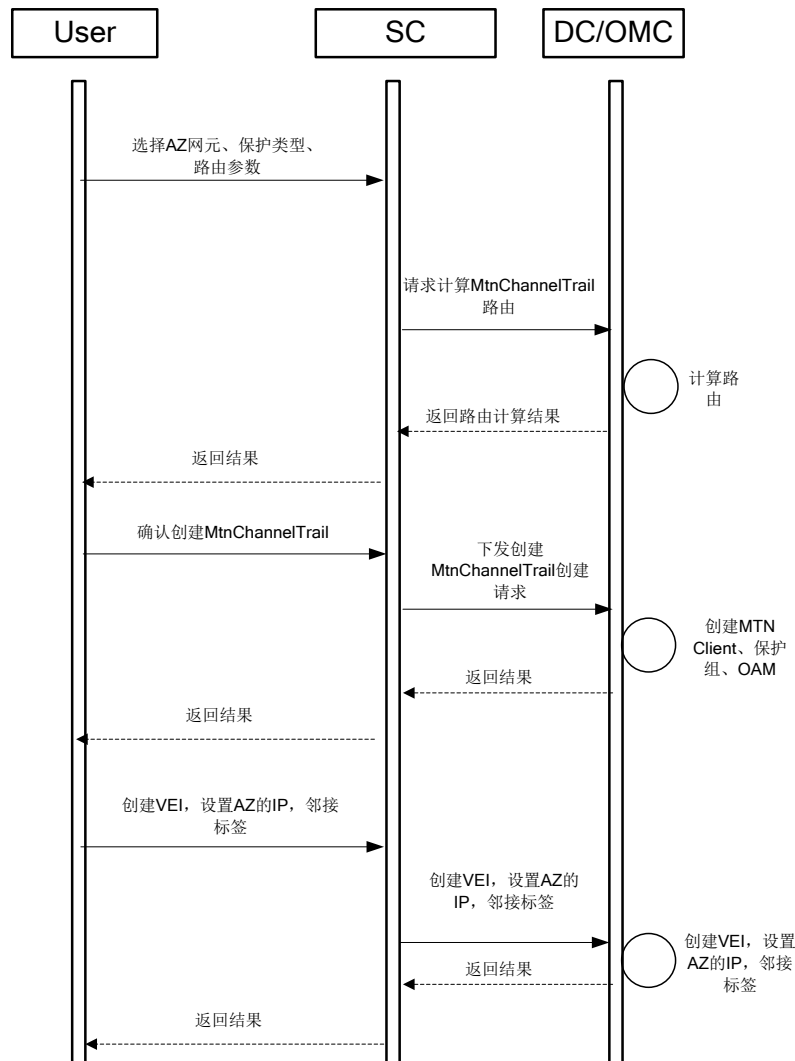 User
SC
DC/OMC
选择AZ网元、保护类型、
路由参数
请求计算MtnChannelTrail
路由
计算路
由
返回路由计算结果
返回结果
确认创建MtnChannelTrail
下发创建
MtnChannelTrail创建
请求
创建MTN
Client、保护
组、OAM
返回结果
返回结果
创建VEI，设置AZ的IP，邻接
标签
创建VEI，设置AZ的
IP，邻接标签
创建VEI，设置
AZ的IP，邻接
标签
返回结果
返回结果